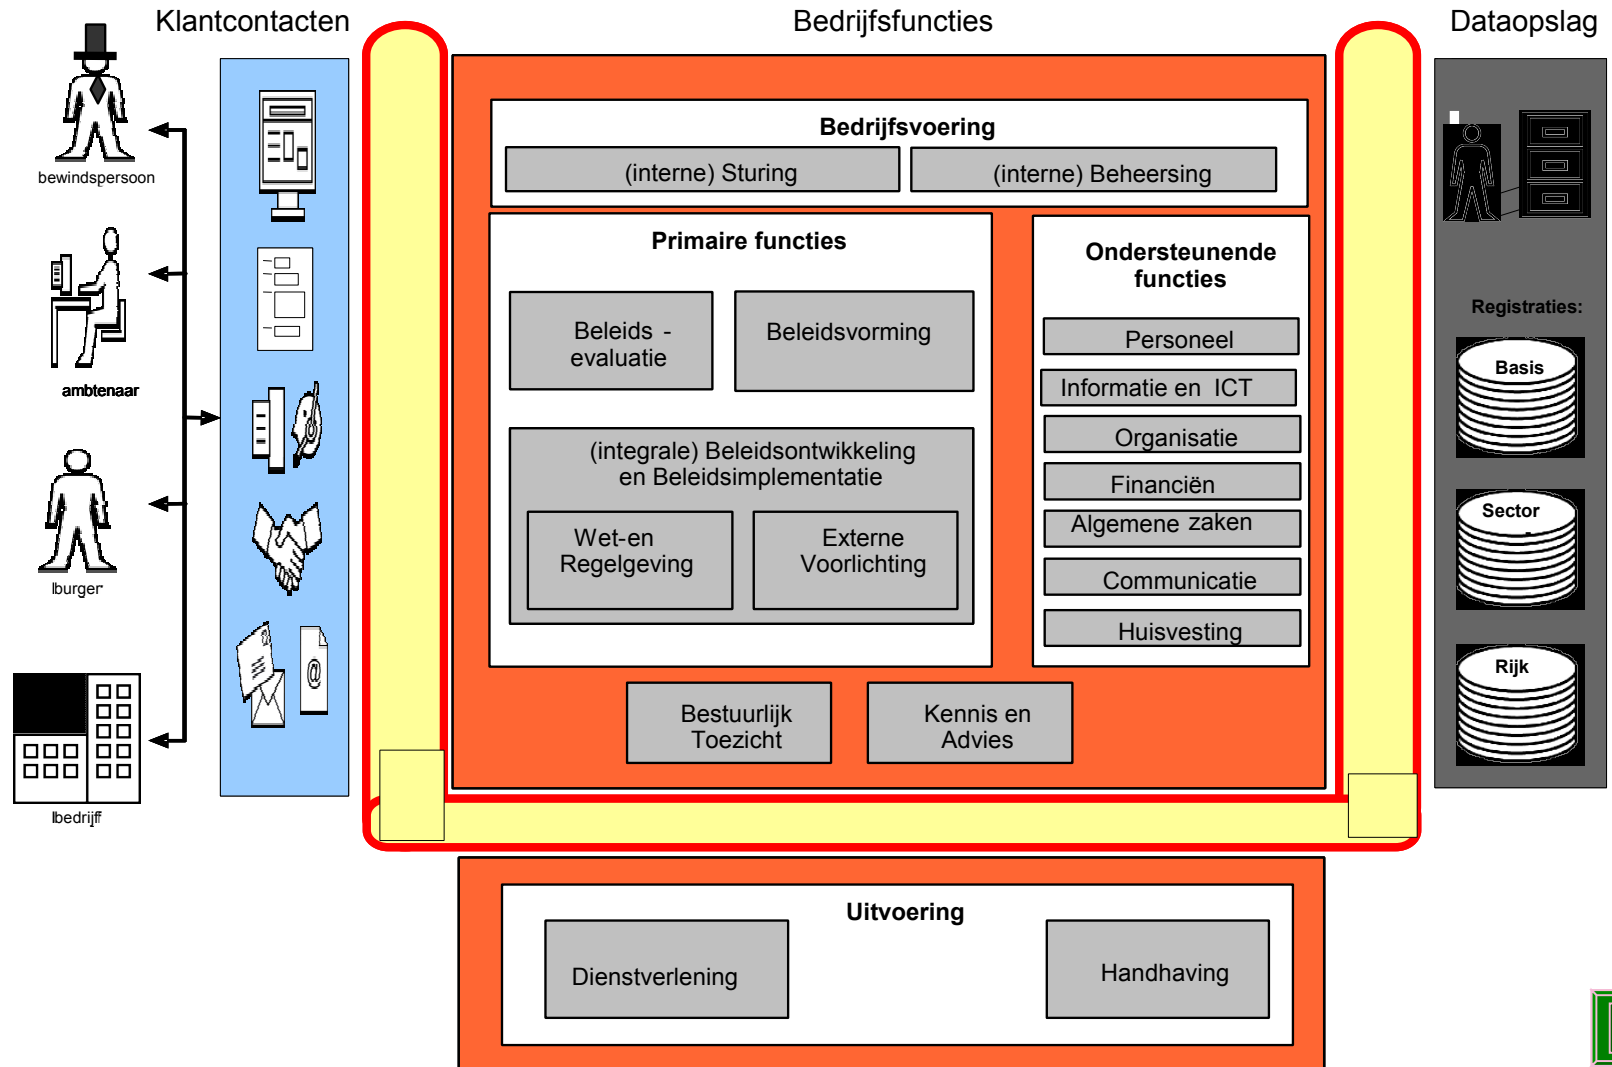 Klantcontacten
Bedrijfsfuncties
Dataopslag
bewindspersoon
ambtenaar
lburger
lbedrijff
Bedrijfsvoering
(interne) Sturing
(interne) Beheersing
Primaire functies
Beleids -
evaluatie
Beleidsvorming
(integrale) Beleidsontwikkeling
en Beleidsimplementatie
Wet-en
Regelgeving
Externe
Voorlichting
Ondersteunende
functies
Personeel
Informatie en ICT
Organisatie
Financiën
Algemene zaken
Communicatie
Huisvesting
Bestuurlijk
Toezicht
Kennis en
Advies
Registraties:
Basis
Sector
Rijk
Uitvoering
Dienstverlening
Handhaving
@